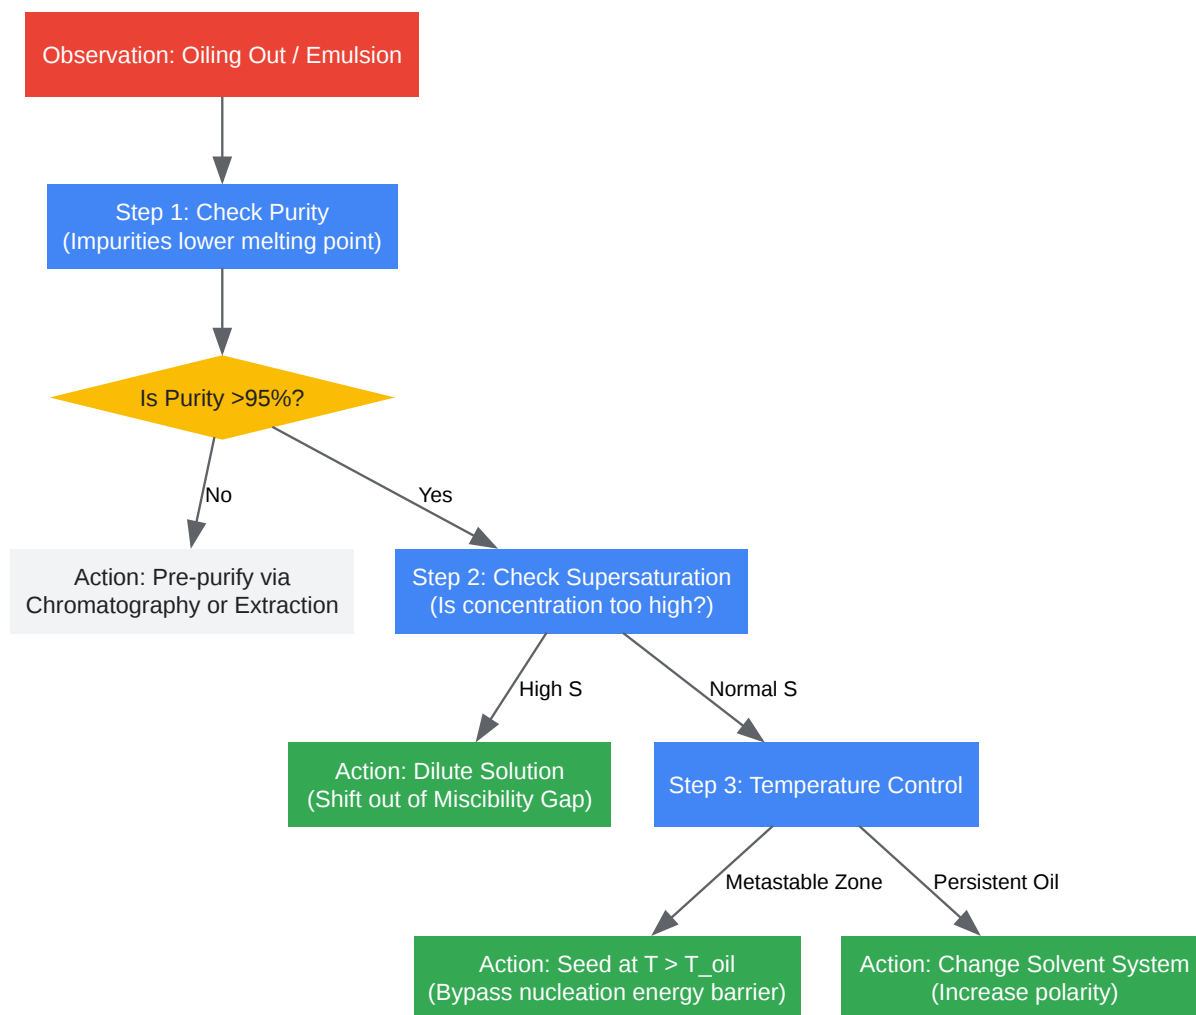 Observation: Oiling Out / Emulsion
Step 1: Check Purity
(Impurities lower melting point)
Is Purity >95%?
No
Yes
Action: Pre-purify via
Chromatography or Extraction
Step 2: Check Supersaturation
(Is concentration too high?)
High S
Normal S
Action: Dilute Solution
(Shift out of Miscibility Gap)
Step 3: Temperature Control
Metastable Zone
Persistent Oil
Action: Seed at T > T_oil
(Bypass nucleation energy barrier)
Action: Change Solvent System
(Increase polarity)